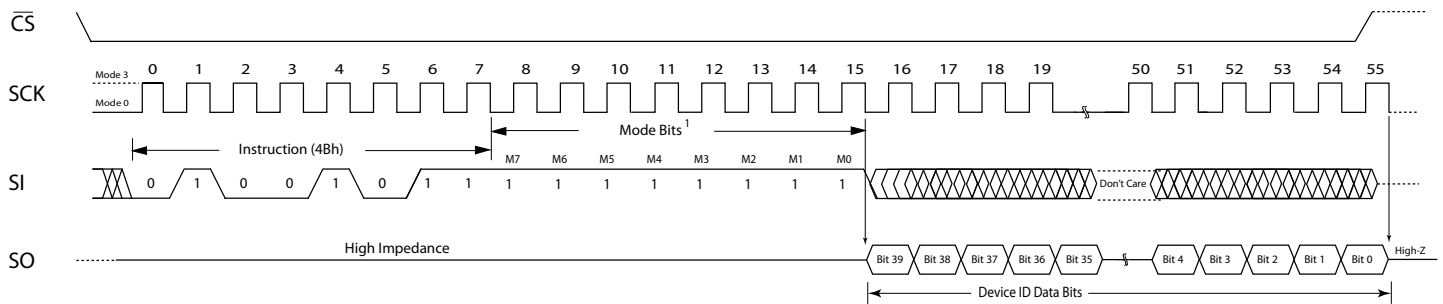 CS
Mode 3 0 1 2 3 4 5 6 7 8 9 10 11 12 13 14 15 16 17 18 19 50 51 52 53 54 55
SCK
Mode 0
Mode Bits 1
Instruction (4Bh)
M7 M6 M5 M4 M3 M2 M1 M0
SI 0 1 0 0 1 0 1 1 1 1 1 1 1 1 1 1 Don't Care
High Impedance
SO Bit 39 Bit 38 Bit 37 Bit 36 Bit 35 Bit 4 Bit 3 Bit 2 Bit 1 Bit 0 High-Z
Device ID Data Bits